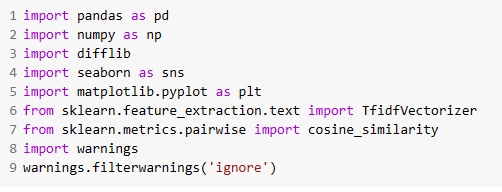 1 import pandas as pd
2 import numpy as np
3 import difflib
4 import seaborn as sns
5 import matplotlib.pyplot as plt
6 from sklearn.feature_extraction.text import TfidfVectorizer
7 from sklearn.metrics.pairwise import cosine_similarity
8 import warnings
9 warnings.filterwarnings('ignore')